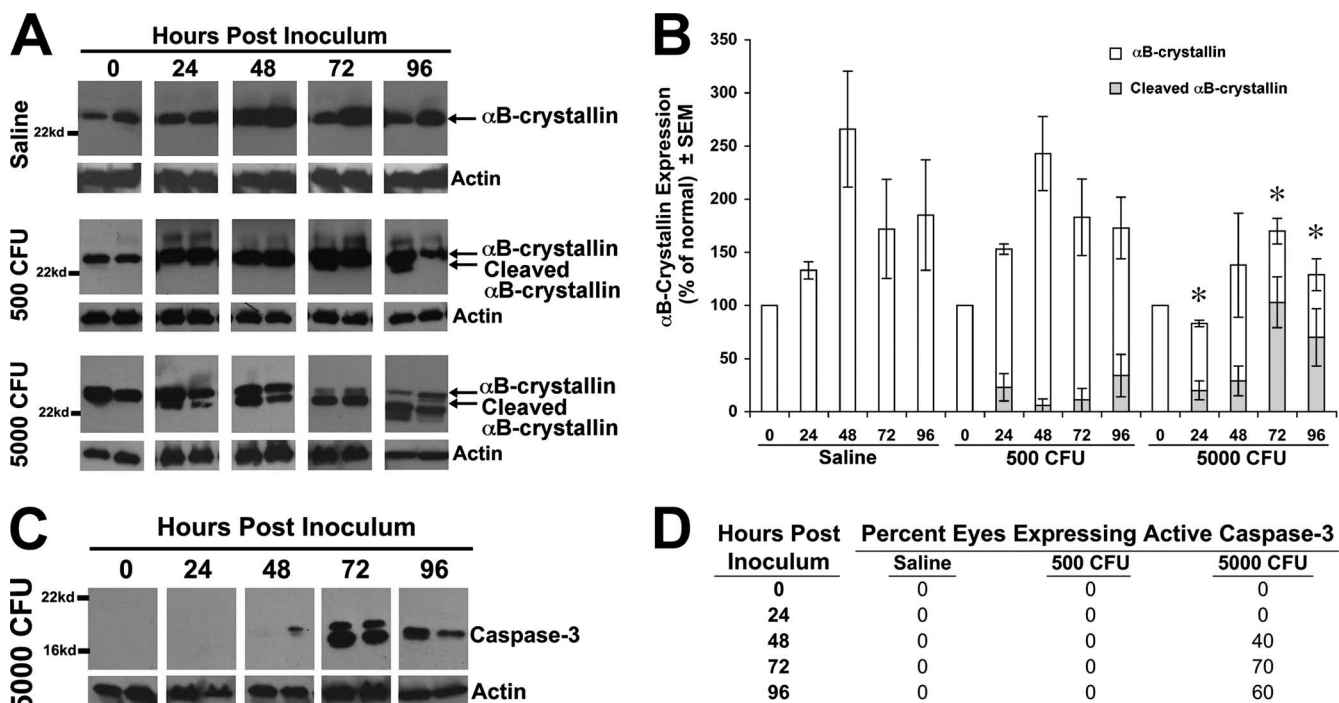 A
Hours Post Inoculum
0 24 48 72 96
Saline
22kd
αB-crystallin
Actin
500 CFU
22kd
αB-crystallin
Cleaved
αB-crystallin
Actin
5000 CFU
22kd
αB-crystallin
Cleaved
αB-crystallin
Actin
B
αB-Crystallin Expression
(% of normal) ± SEM
350
300
250
200
150
100
50
0
αB-crystallin
Cleaved αB-crystallin
* * *
0 24 48 72 96 0 24 48 72 96 0 24 48 72 96
Saline 500 CFU 5000 CFU
C
Hours Post Inoculum
0 24 48 72 96
5000 CFU
22kd
16kd
Caspase-3
Actin
D
Hours Post Inoculum
Percent Eyes Expressing Active Caspase-3
Saline 500 CFU 5000 CFU
0 0 0 0
24 0 0 0
48 0 0 40
72 0 0 70
96 0 0 60